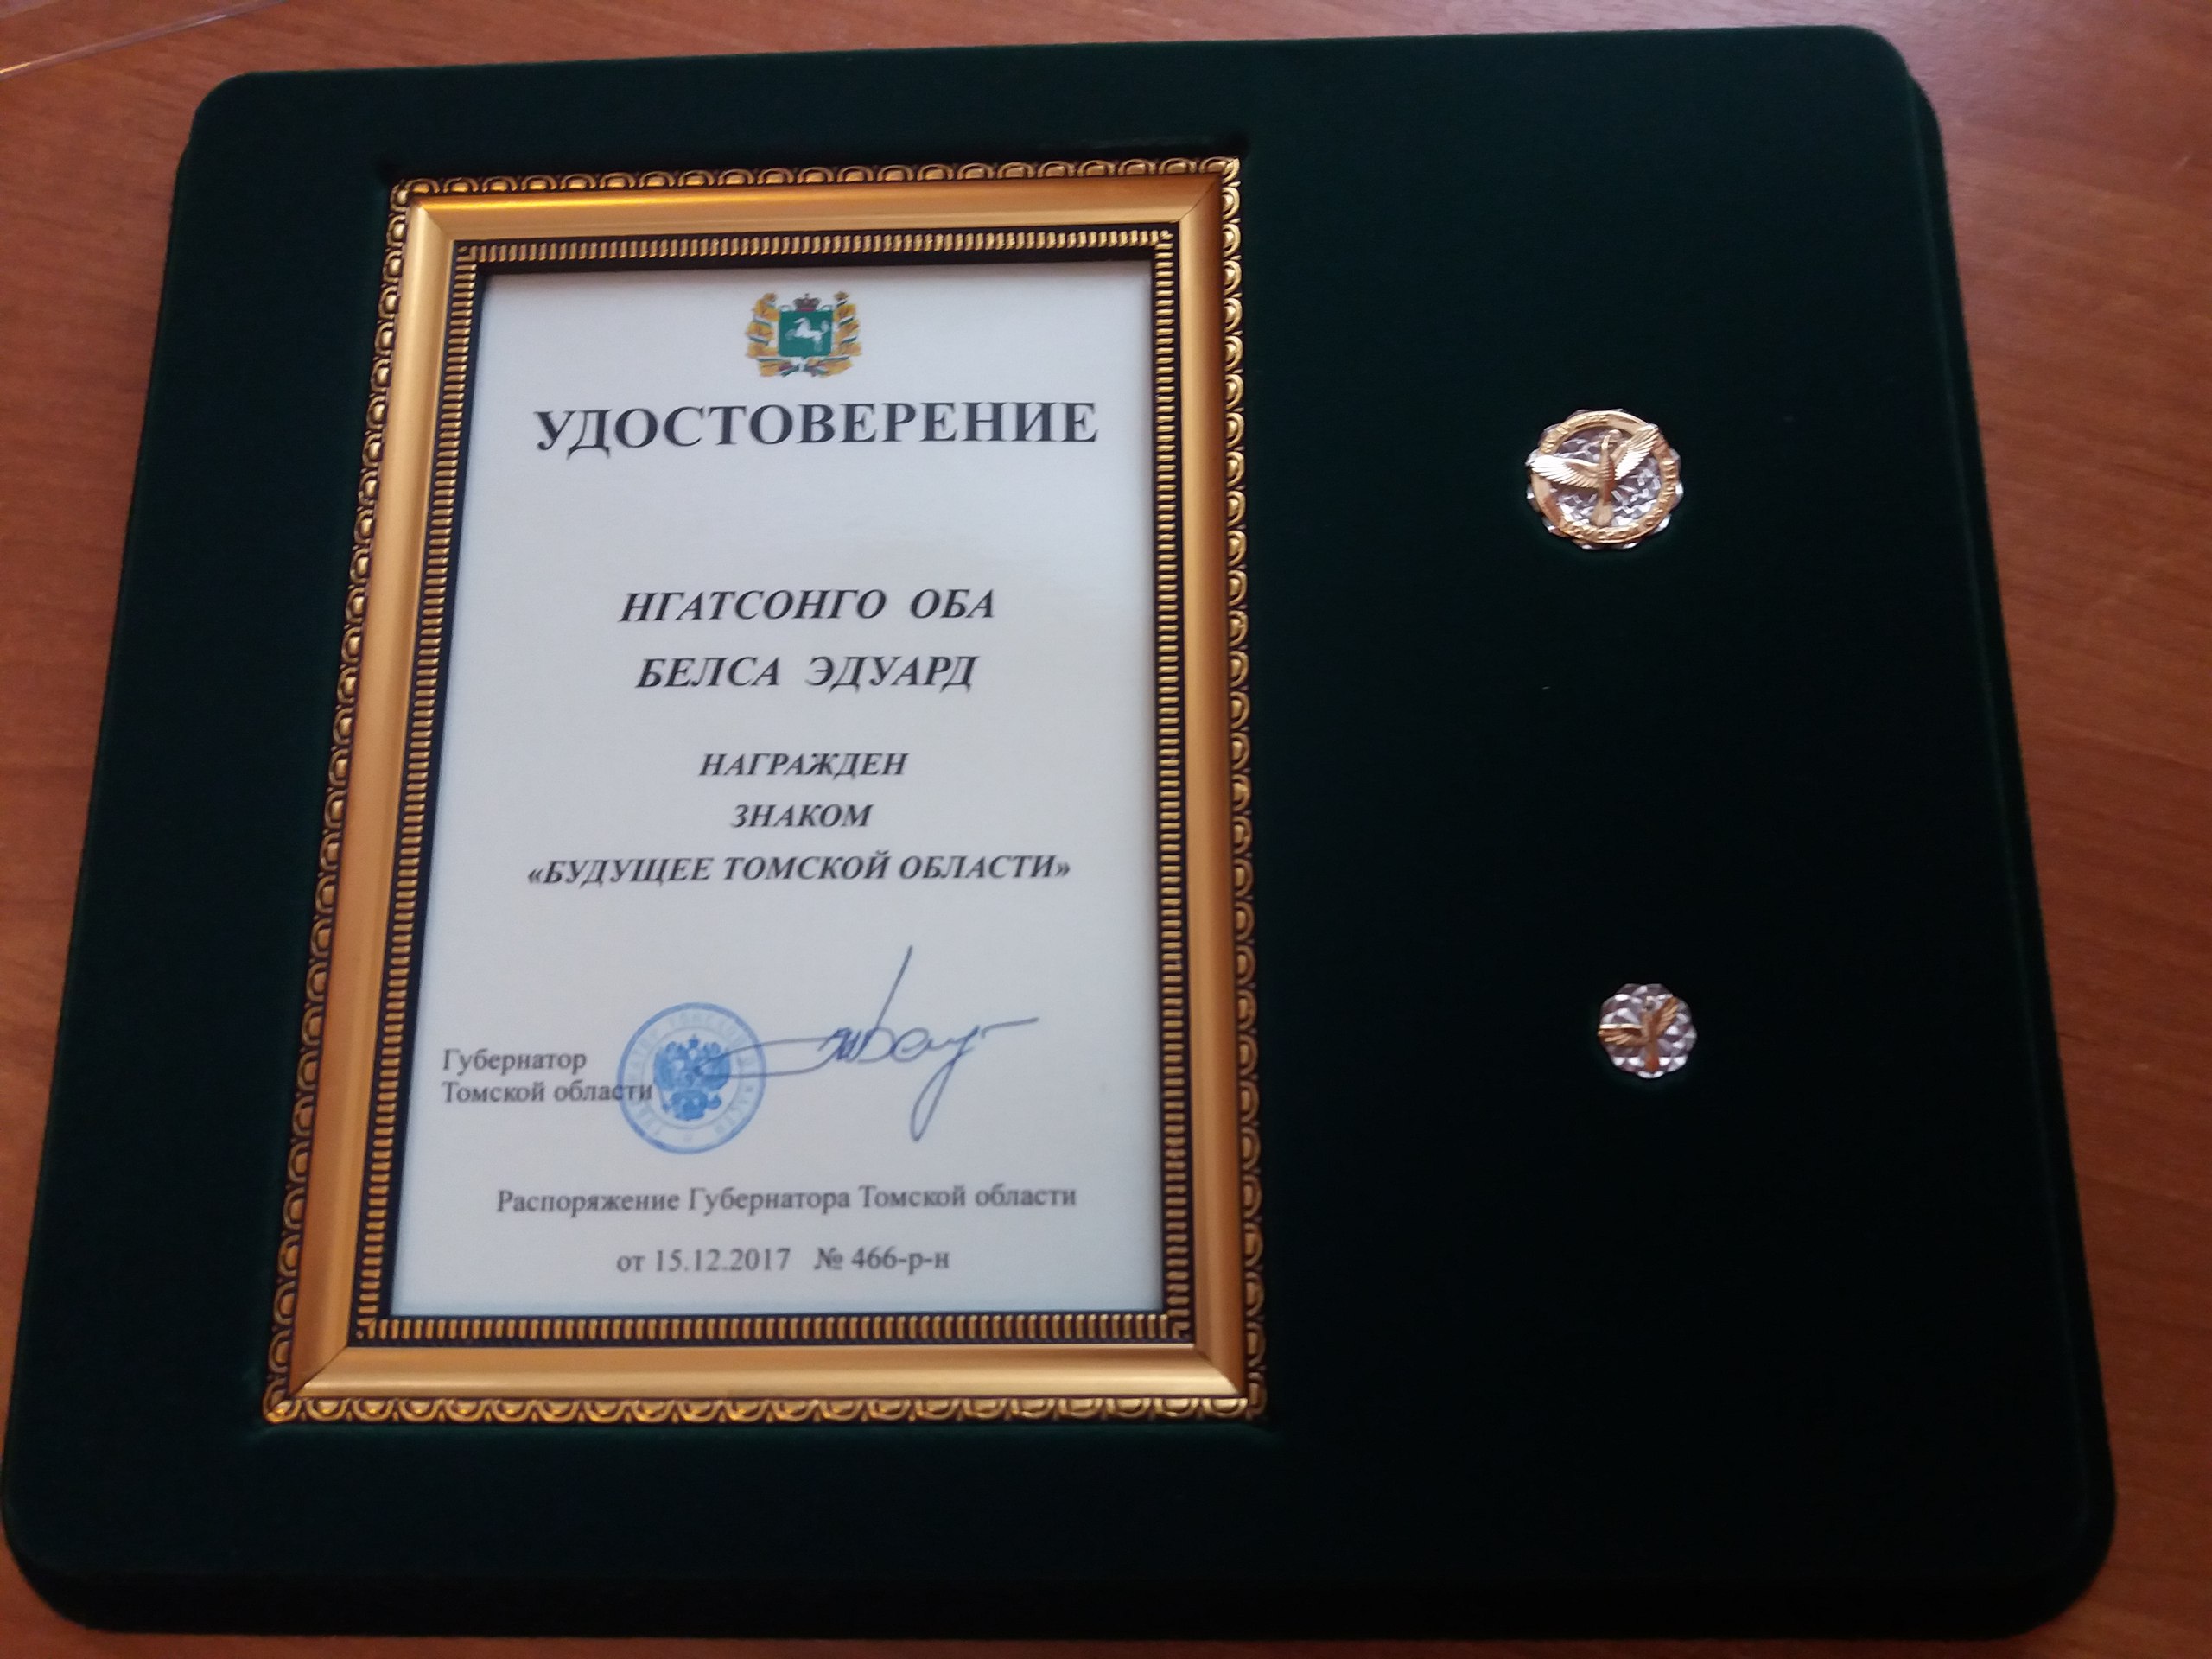 УДОСТОВЕРЕНИЕ
НГАТСОНГО ОБА
БЕЛСА ЭДУАРД
НАГРАЖДЕН
ЗНАКОМ
«БУДУЩЕЕ ТОМСКОЙ ОБЛАСТИ»
Губернатор
Томской области
Распоряжение Губернатора Томской области
от 15.12.2017 № 466-р-н